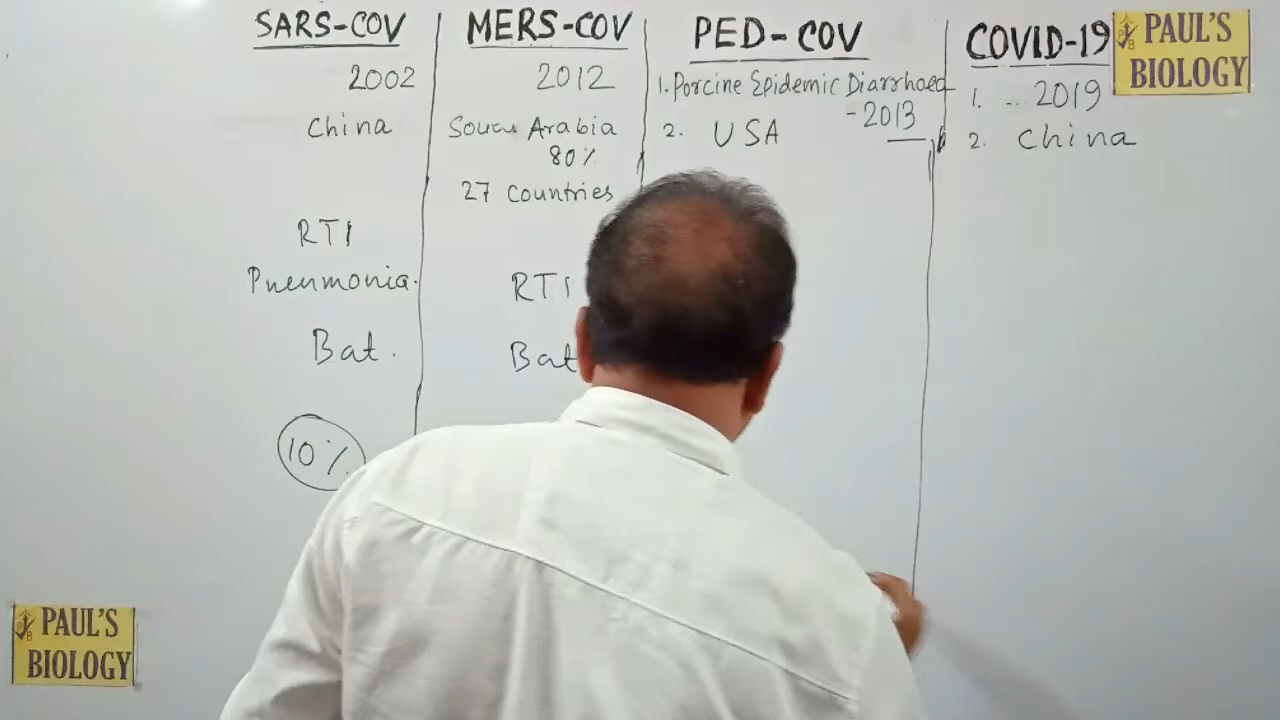 SARS-COV
2002
China
RTI
Pneumonia.
Bat.
10%
MERS-COV
2012
Arabia
80%
27 Countries
RTI
Bat
PED-COV
1. Porcine Epidemic Diarrhoea
-2013
2. USA
COVID-19
1. 2019
2. China
PAUL'S
BIOLOGY
PAUL'S
BIOLOGY